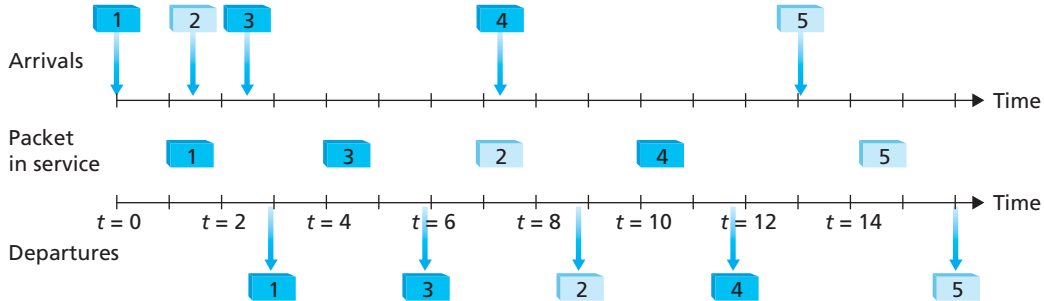 1 2 3 4 5
Arrivals
Time
Packet
in service
1 3 2 4 5
Time
t = 0 t = 2 t = 4 t = 6 t = 8 t = 10 t = 12 t = 14
Departures
1 3 2 4 5